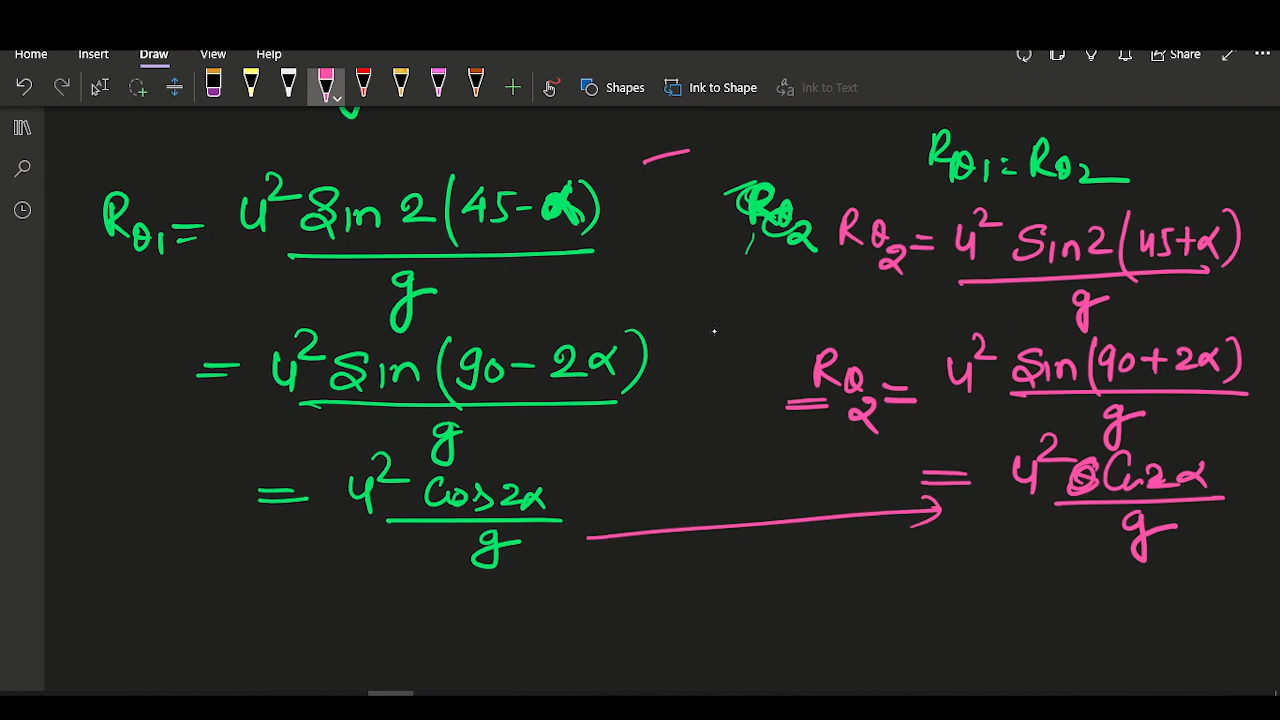 Home Insert Draw View Help Share
Shapes Ink to Shape Ink to Text
Rθ1 = Rθ2
Rθ1 = u² Sin 2(45-α)
g
= u² Sin(90-2α)
g
= u² Cos2α
g
Rθ2
Rθ2 = u² Sin2(45+α)
g
Rθ2 = u² Sin(90+2α)
g
= u² Cos2α
g